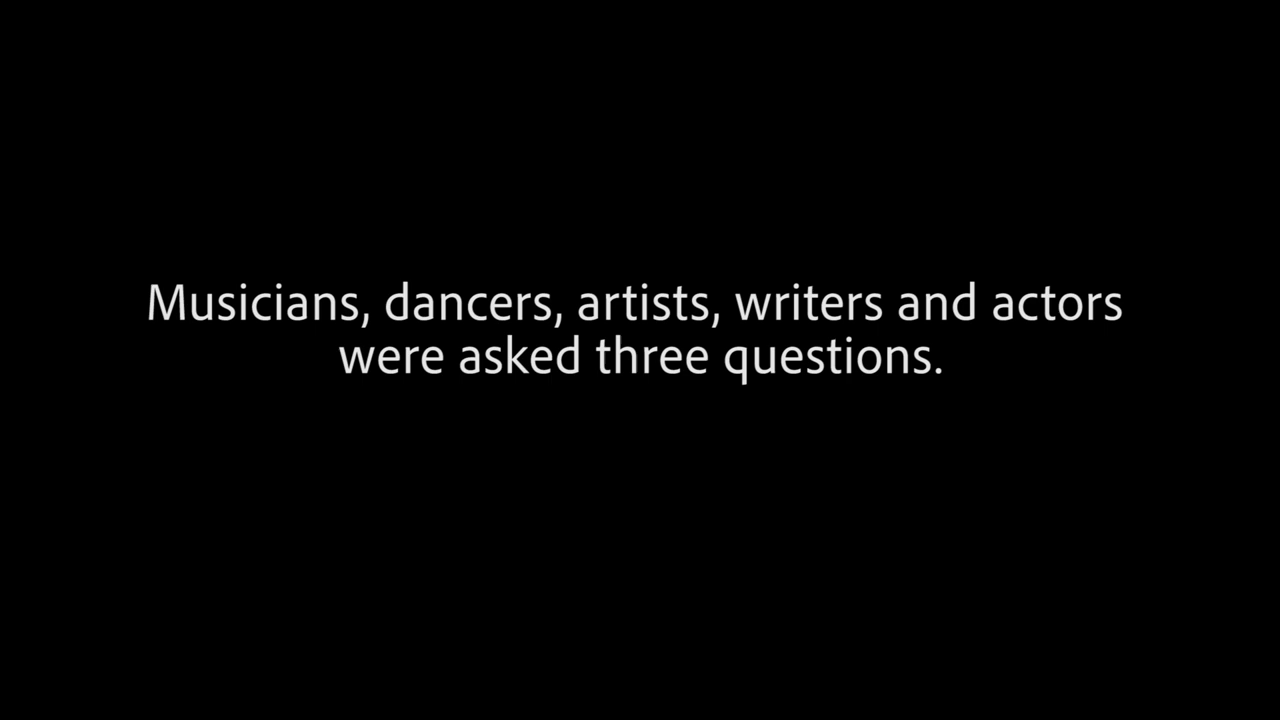 Musicians, dancers, artists, writers and actors
were asked three questions.